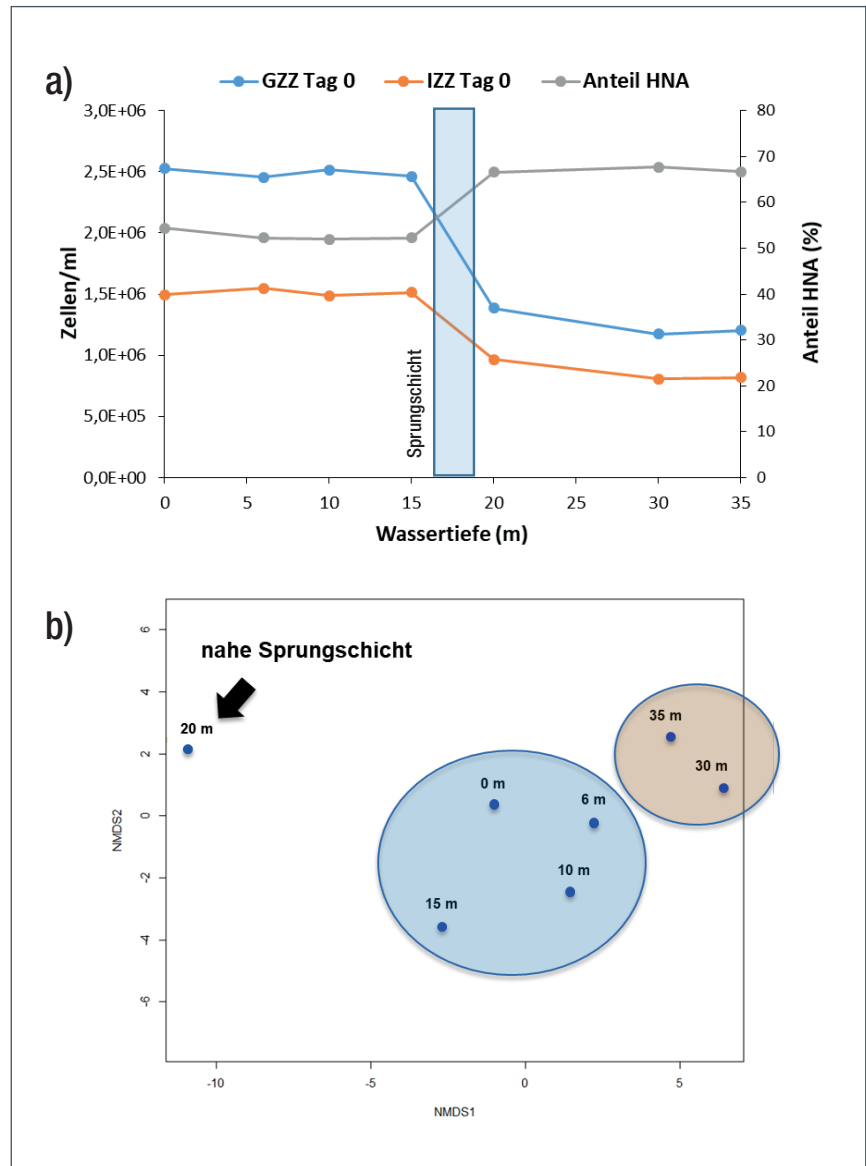 a)
GZZ Tag 0 IZZ Tag 0 Anteil HNA
3,0E+06
2,5E+06
2,0E+06
1,5E+06
1,0E+06
5,0E+05
0,0E+00
Zellen/ml
Sprungschicht
80
70
60
50
40
30
20
10
0
Anteil HNA (%)
0 5 10 15 20 25 30 35
Wassertiefe (m)
b)
nahe Sprungschicht
20 m
35 m
30 m
0 m
6 m
10 m
15 m
6
4
2
0
-2
-4
-6
NMDS2
-10 -5 0 5
NMDS1